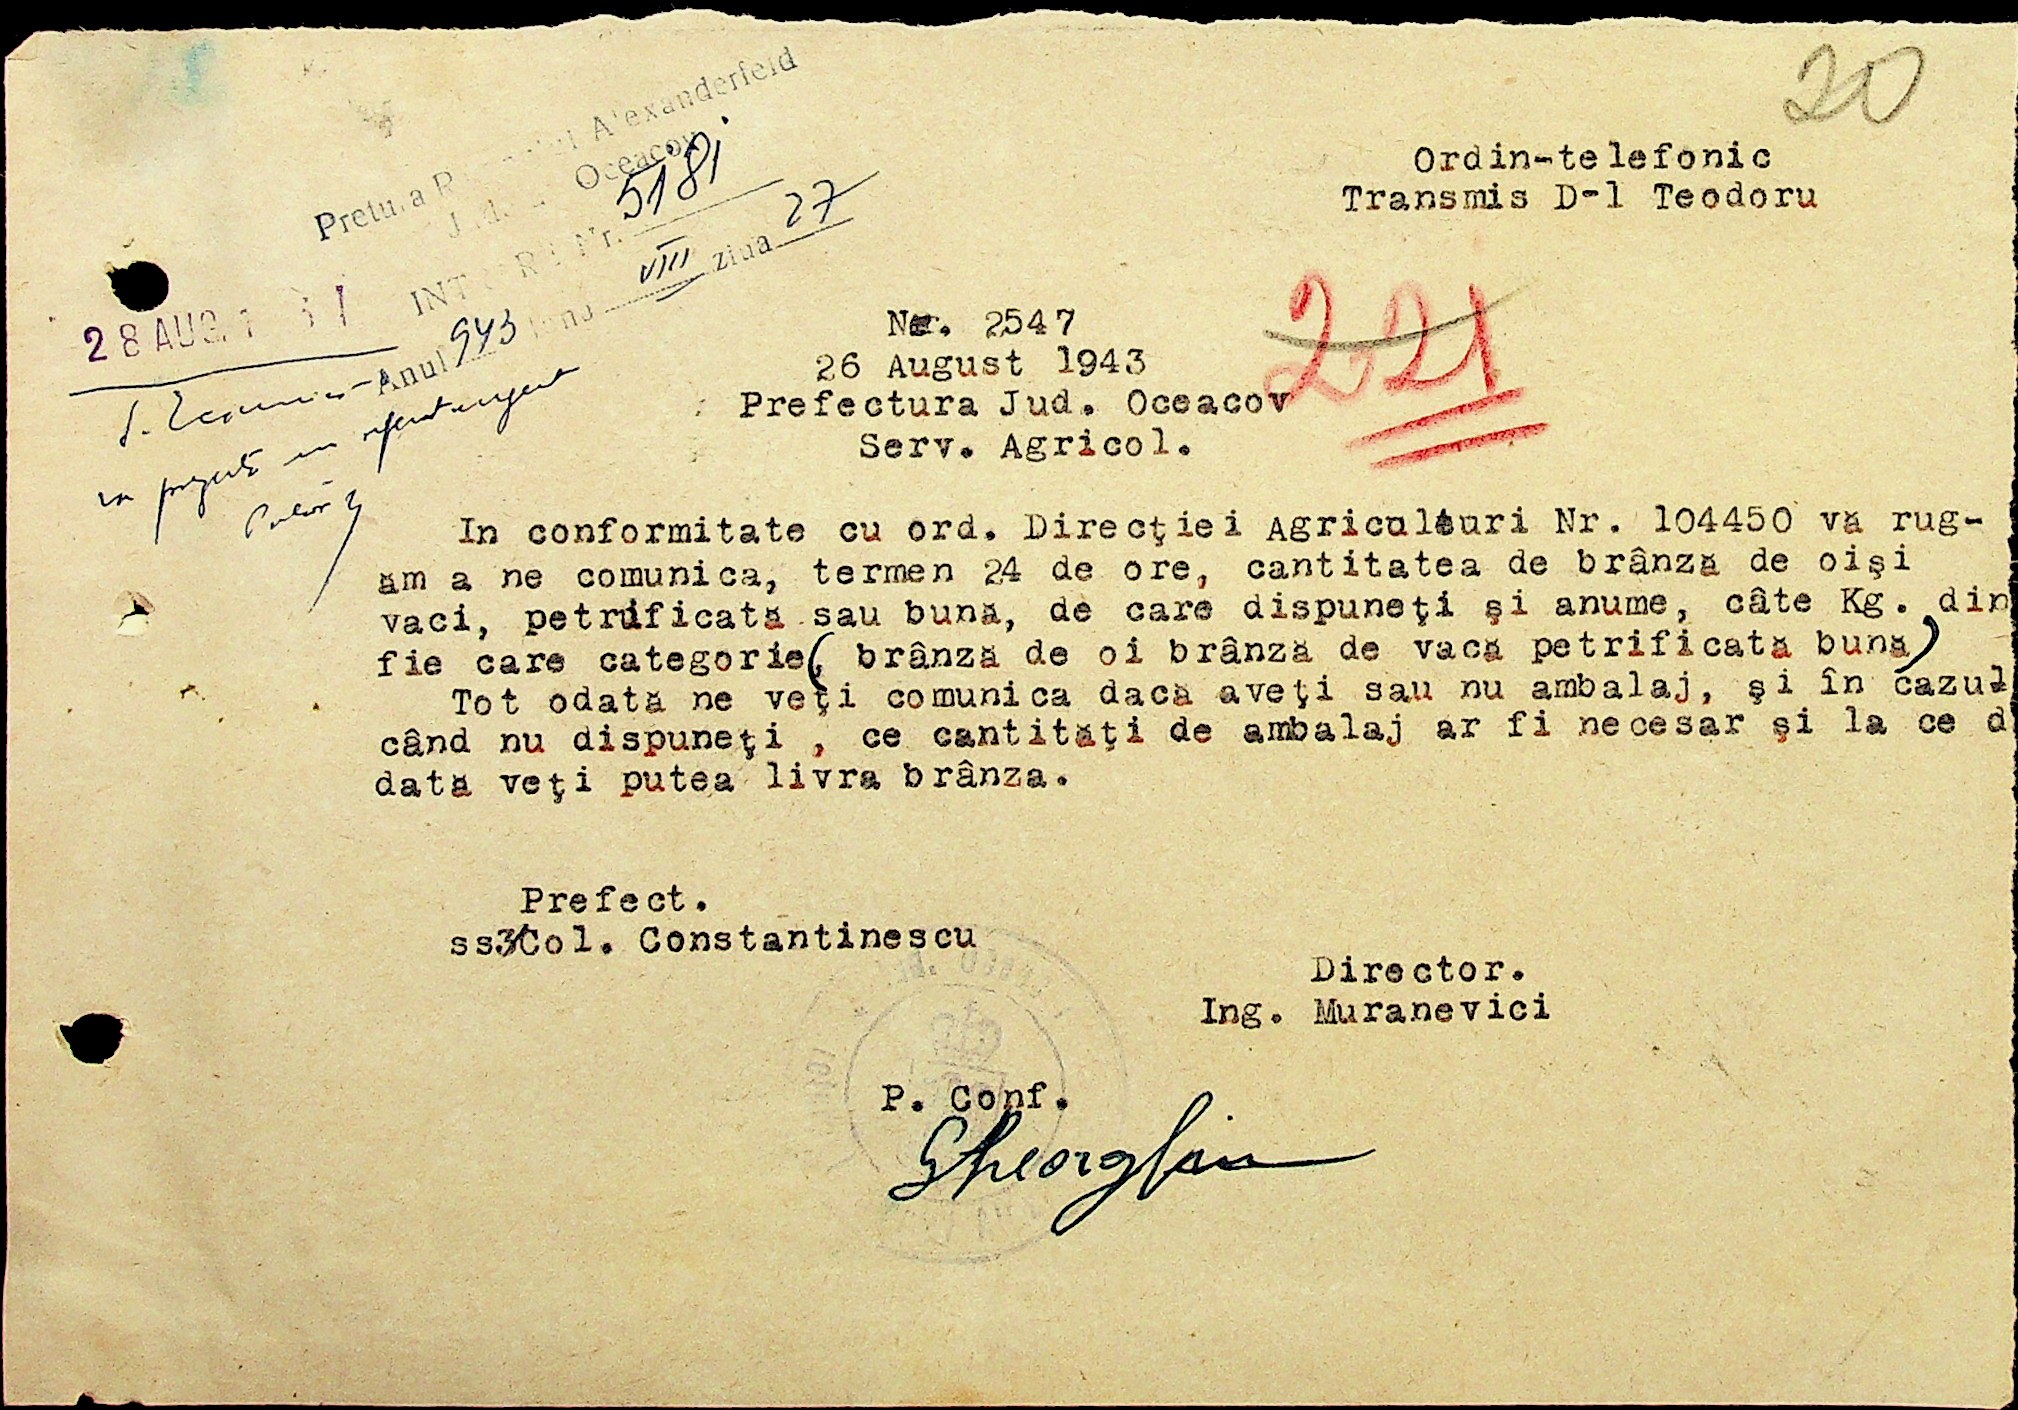 20
Ordin-telefonic
Transmis D-l Teodoru
Pretura Alexanderfeld
Oceacov
Nr. 5181
Anul 943 VIII ziua 27
28 AUG. 1
Nr. 2547
221
26 August 1943
Prefectura Jud. Oceacov
Serv. Agricol.
In conformitate cu ord. Direcţiei Agriculturi Nr. 104450 vă rug-
ăm a ne comunica, termen 24 de ore, cantitatea de brânză de oişi
vaci, petrificată sau bună, de care dispuneţi şi anume, câte Kg. din
fie care categorie(, brânză de oi brânză de vacă petrificată bună)
Tot odată ne veţi comunica dacă aveţi sau nu ambalaj, şi în cazul
când nu dispuneţi , ce cantităţi de ambalaj ar fi necesar şi la ce d
dată veţi putea livra brânza.
Prefect.
ss Col. Constantinescu
Director.
Ing. Muranevici
P. Conf.